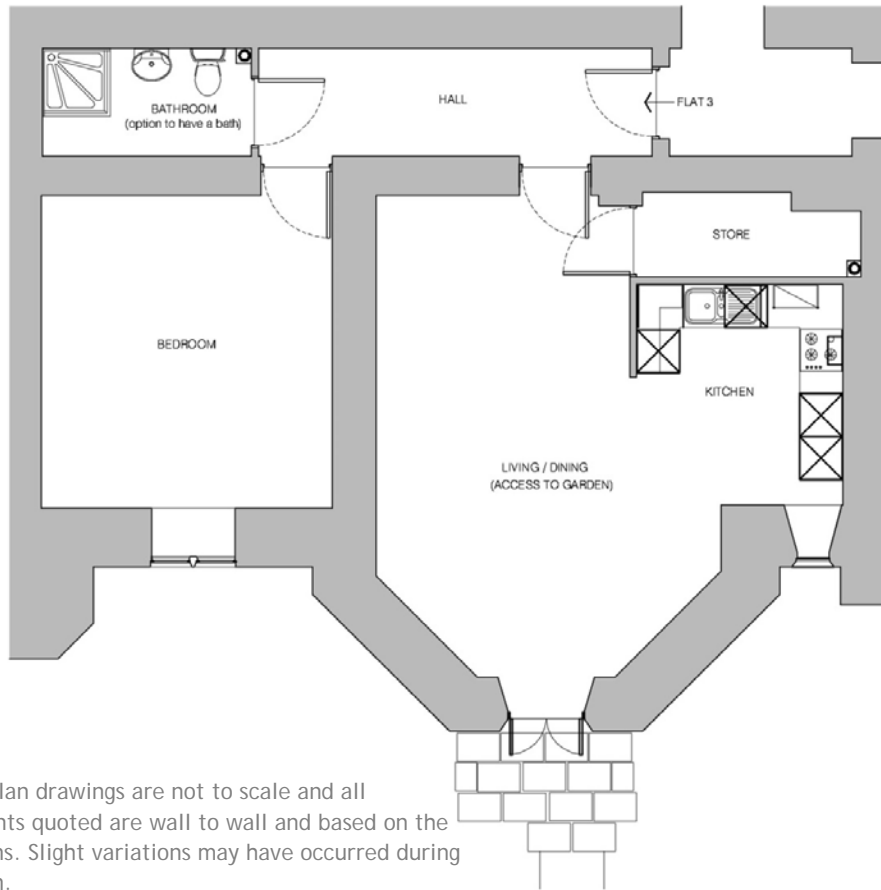 BATHROOM
(option to have a bath)
HALL
FLAT 3
STORE
BEDROOM
KITCHEN
LIVING / DINING
(ACCESS TO GARDEN)
lan drawings are not to scale and all
nts quoted are wall to wall and based on the
ns. Slight variations may have occurred during
n.